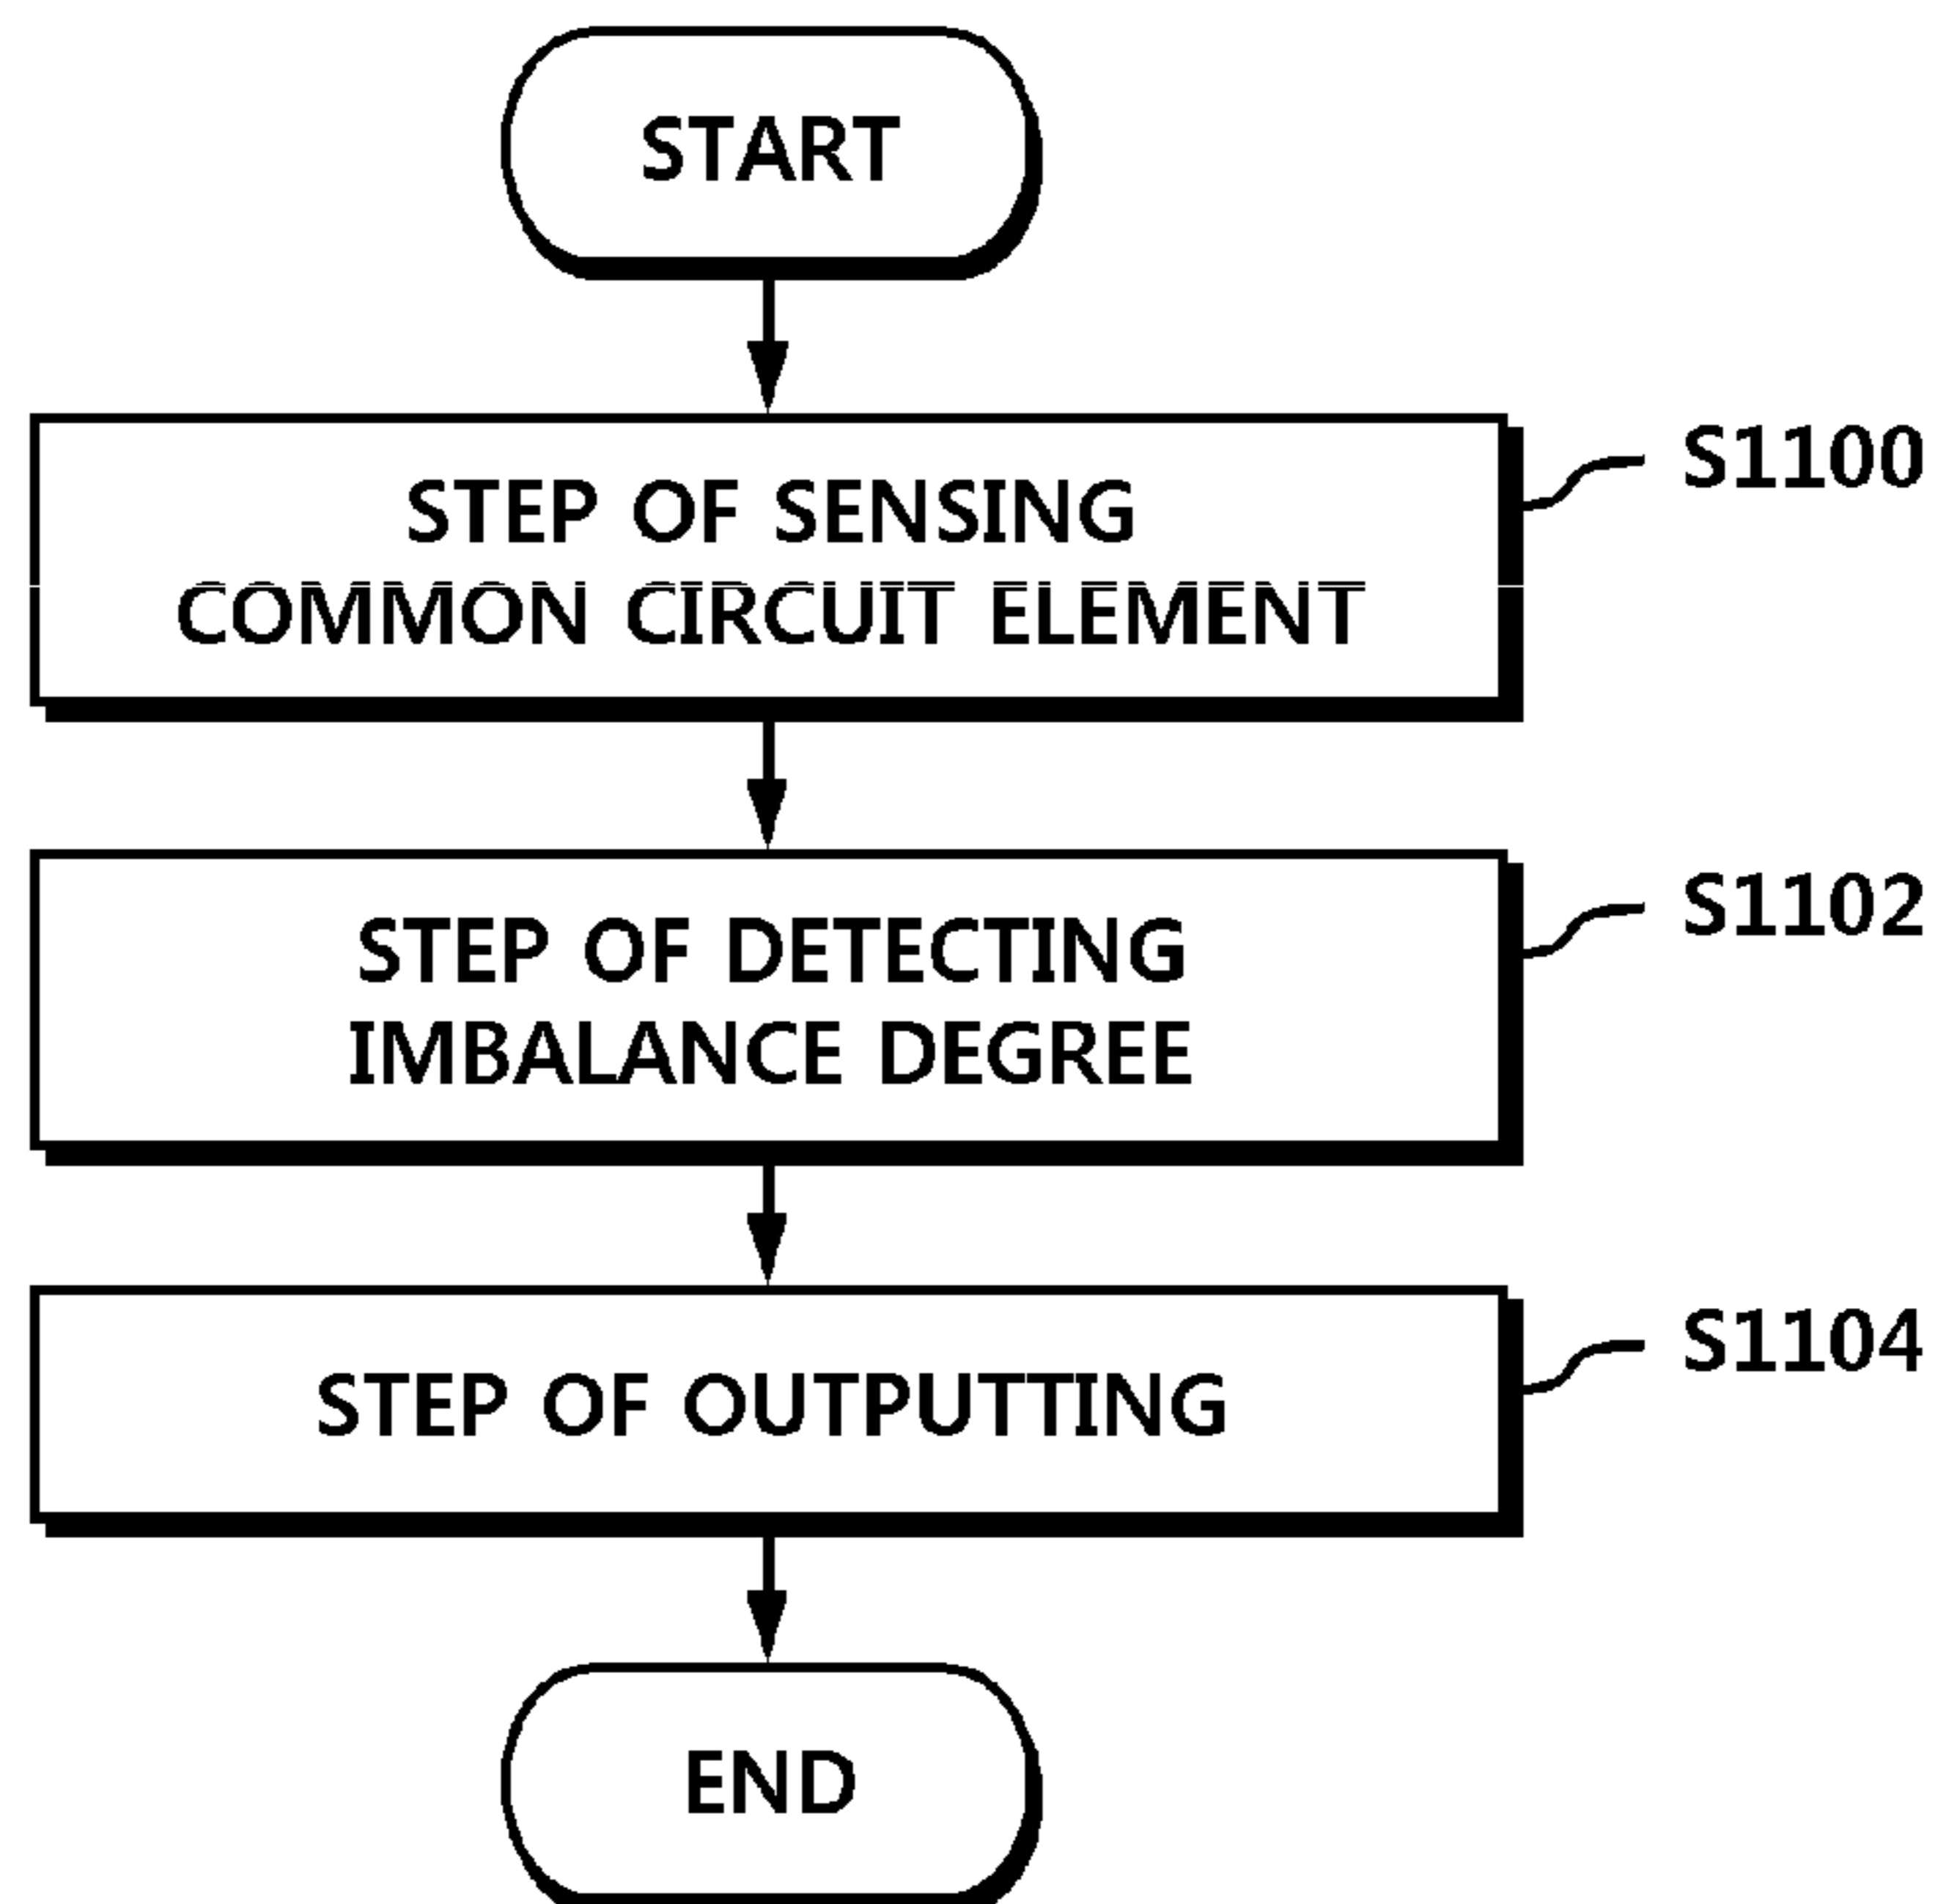 START
S1100
STEP OF SENSING
COMMON CIRCUIT ELEMENT
S1102
STEP OF DETECTING
IMBALANCE DEGREE
S1104
STEP OF OUTPUTTING
END